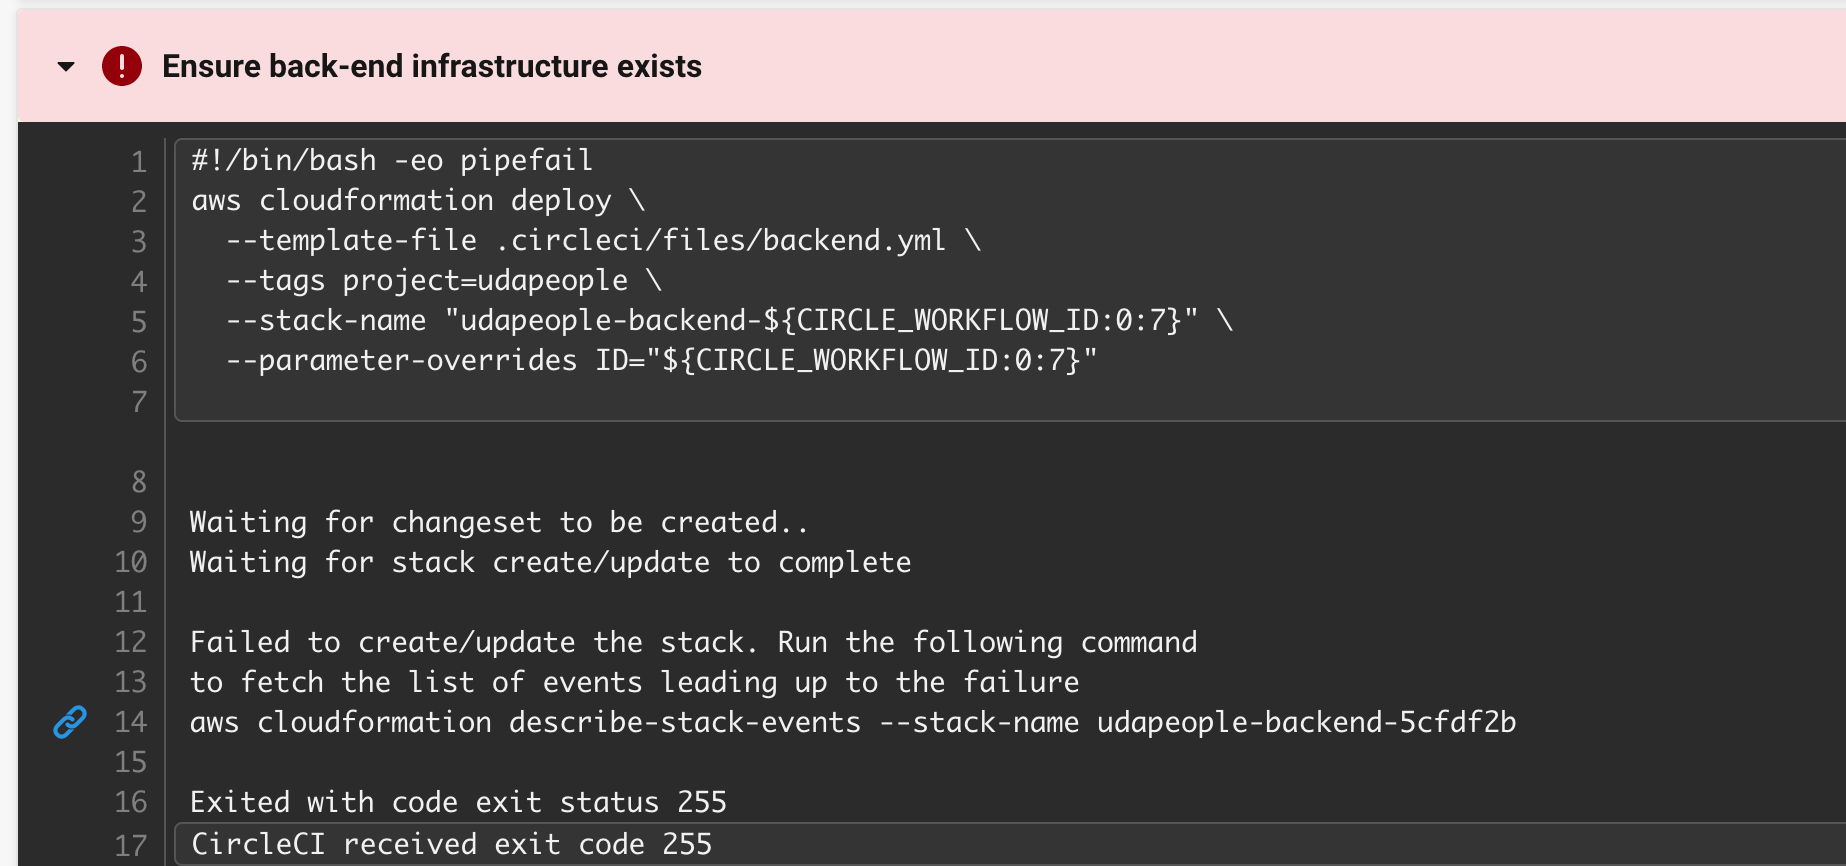 Ensure back-end infrastructure exists
1 #!/bin/bash -eo pipefail
2 aws cloudformation deploy \
3   --template-file .circleci/files/backend.yml \
4   --tags project=udapeople \
5   --stack-name "udapeople-backend-${CIRCLE_WORKFLOW_ID:0:7}" \
6   --parameter-overrides ID="${CIRCLE_WORKFLOW_ID:0:7}"
7
8
9 Waiting for changeset to be created..
10 Waiting for stack create/update to complete
11
12 Failed to create/update the stack. Run the following command
13 to fetch the list of events leading up to the failure
14 aws cloudformation describe-stack-events --stack-name udapeople-backend-5cfdf2b
15
16 Exited with code exit status 255
17 CircleCI received exit code 255